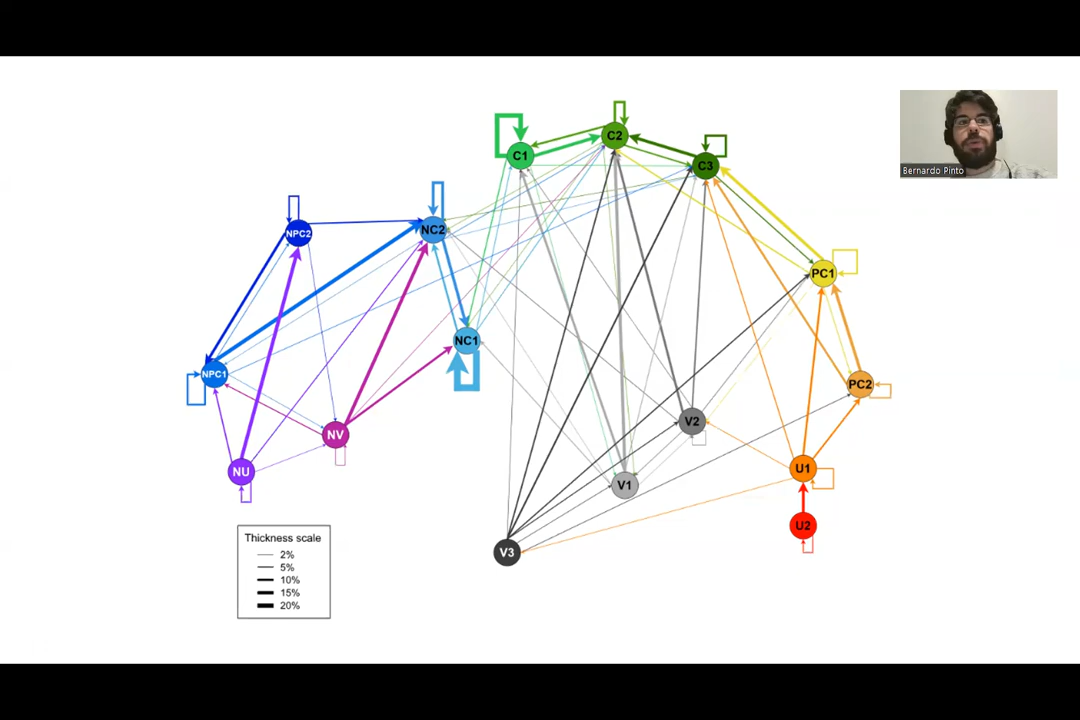 C2
C1
C3
Bernardo Pinto
NPC2
NC2
PC1
NC1
NPC1
PC2
V2
NV
NU
U1
V1
U2
V3
Thickness scale
2%
5%
10%
15%
20%